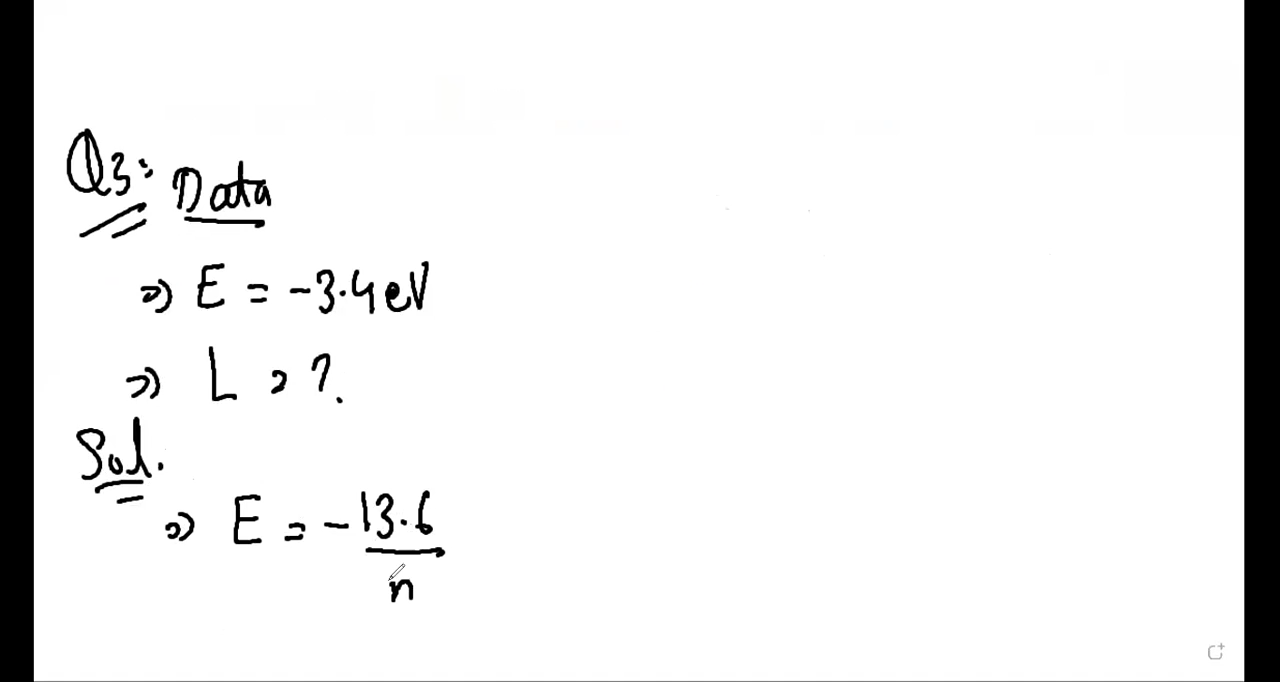 Q3: Data
⇒ E = -3.4eV
⇒ L = ?.
Sol.
⇒ E = -13.6
n